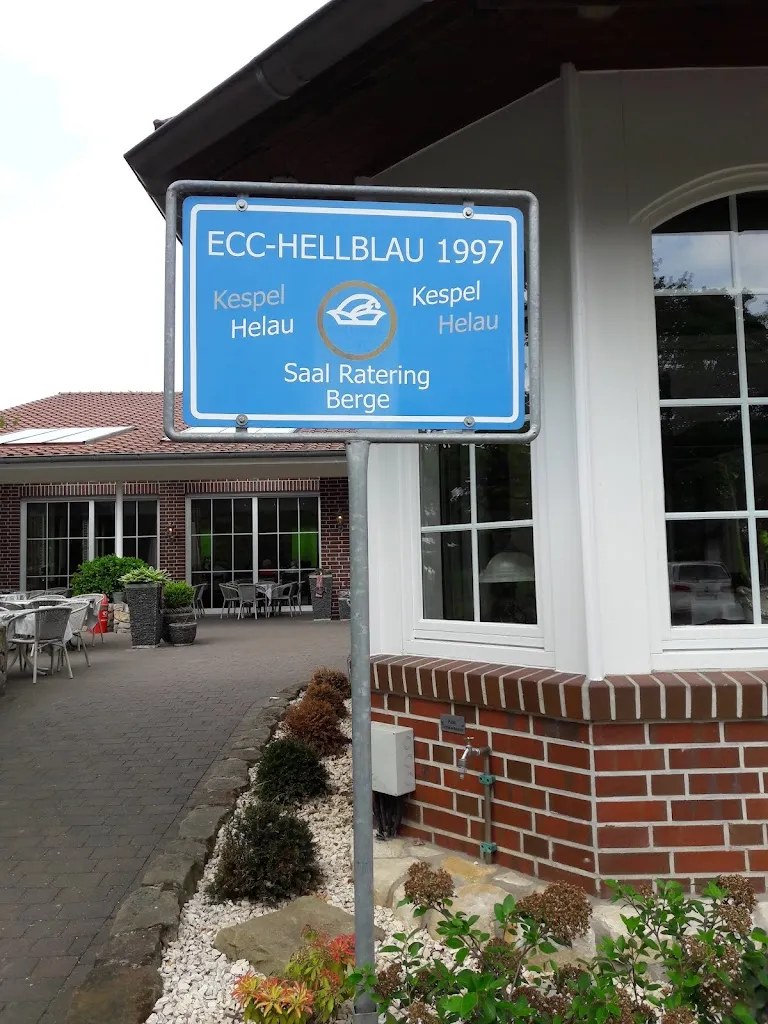 ECC-HELLBLAU 1997
Kespel Kespel
Helau Helau
Saal Ratering
Berge